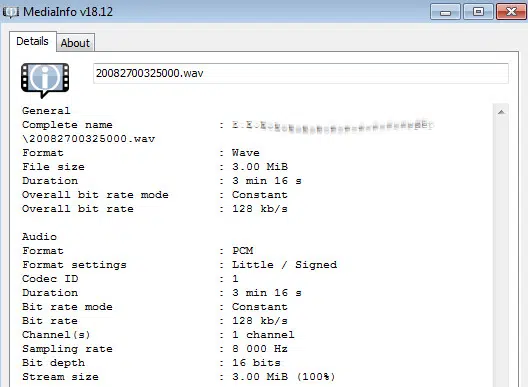 MediaInfo v18.12
Details
About
20082700325000.wav
General
Complete name :
\20082700325000.wav
Format : Wave
File size : 3.00 MiB
Duration : 3 min 16 s
Overall bit rate mode : Constant
Overall bit rate : 128 kb/s
Audio
Format : PCM
Format settings : Little / Signed
Codec ID : 1
Duration : 3 min 16 s
Bit rate mode : Constant
Bit rate : 128 kb/s
Channel(s) : 1 channel
Sampling rate : 8 000 Hz
Bit depth : 16 bits
Stream size : 3.00 MiB (100%)